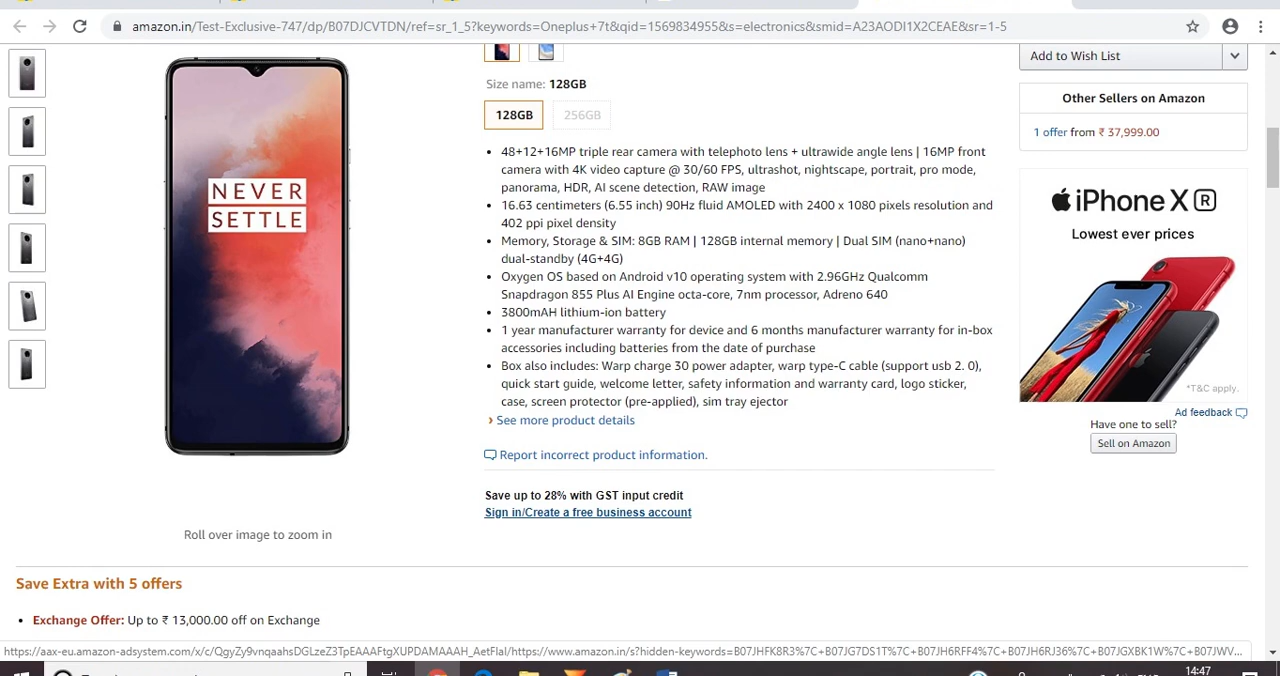 amazon.in/Test-Exclusive-747/dp/B07DJCVTDN/ref=sr_1_5?keywords=Oneplus+7t&qid=1569834955&s=electronics&smid=A23AODI1X2CEAE&sr=1-5
Size name: 128GB
128GB
256GB
• 48+12+16MP triple rear camera with telephoto lens + ultrawide angle lens | 16MP front
camera with 4K video capture @ 30/60 FPS, ultrashot, nightscape, portrait, pro mode,
panorama, HDR, AI scene detection, RAW image
• 16.63 centimeters (6.55 inch) 90Hz fluid AMOLED with 2400 x 1080 pixels resolution and
402 ppi pixel density
• Memory, Storage & SIM: 8GB RAM | 128GB internal memory | Dual SIM (nano+nano)
dual-standby (4G+4G)
• Oxygen OS based on Android v10 operating system with 2.96GHz Qualcomm
Snapdragon 855 Plus AI Engine octa-core, 7nm processor, Adreno 640
• 3800mAH lithium-ion battery
• 1 year manufacturer warranty for device and 6 months manufacturer warranty for in-box
accessories including batteries from the date of purchase
• Box also includes: Warp charge 30 power adapter, warp type-C cable (support usb 2. 0),
quick start guide, welcome letter, safety information and warranty card, logo sticker,
case, screen protector (pre-applied), sim tray ejector
› See more product details
Report incorrect product information.
Save up to 28% with GST input credit
Sign in/Create a free business account
NEVER
SETTLE
Roll over image to zoom in
Add to Wish List
Other Sellers on Amazon
1 offer from ₹ 37,999.00
iPhone XR
Lowest ever prices
*T&C apply.
Ad feedback
Have one to sell?
Sell on Amazon
Save Extra with 5 offers
• Exchange Offer: Up to ₹ 13,000.00 off on Exchange
14:47